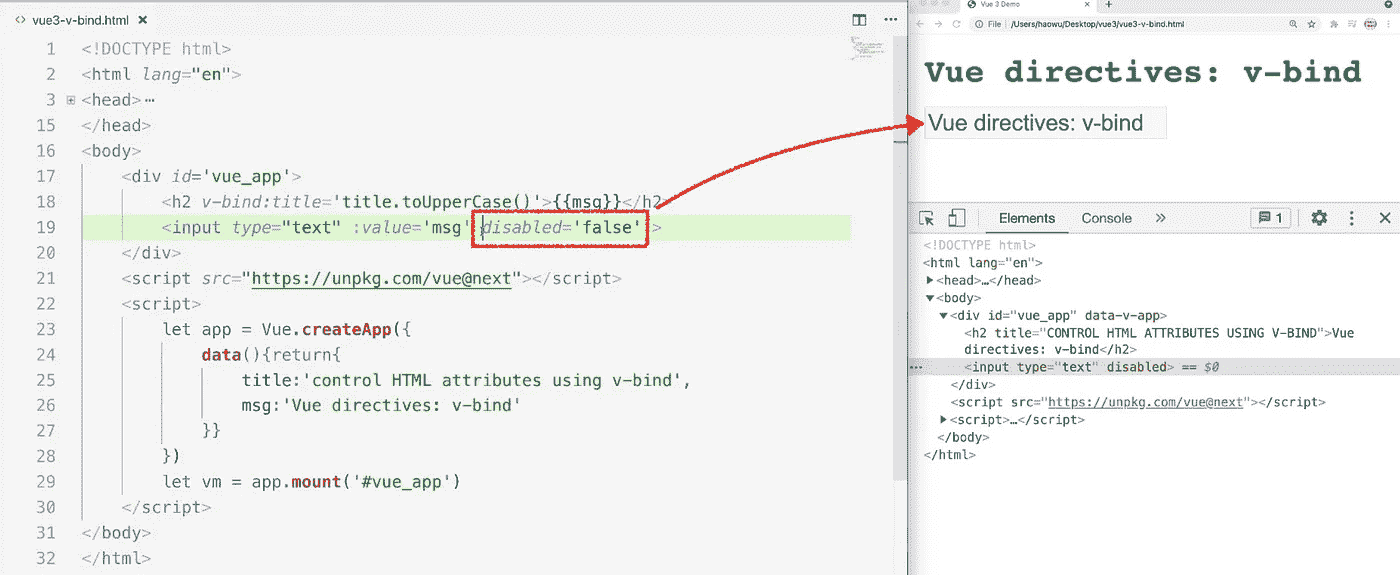 vue3-v-bind.html
1 <!DOCTYPE html>
2 <html lang="en">
3 <head>…
15 </head>
16 <body>
17 <div id='vue_app'>
18 <h2 v-bind:title='title.toUpperCase()'>{{msg}}</h2>
19 <input type="text" :value='msg' disabled='false' >
20 </div>
21 <script src="https://unpkg.com/vue@next"></script>
22 <script>
23 let app = Vue.createApp({
24 data(){return{
25 title:'control HTML attributes using v-bind',
26 msg:'Vue directives: v-bind'
27 }}
28 })
29 let vm = app.mount('#vue_app')
30 </script>
31 </body>
32 </html>
Vue 3 Demo
File | /Users/haowu/Desktop/vue3/vue3-v-bind.html
Vue directives: v-bind
Vue directives: v-bind
Elements Console » 1
<!DOCTYPE html>
<html lang="en">
<head>…</head>
<body>
<div id="vue_app" data-v-app>
<h2 title="CONTROL HTML ATTRIBUTES USING V-BIND">Vue
directives: v-bind</h2>
<input type="text" disabled> == $0
</div>
<script src="https://unpkg.com/vue@next"></script>
<script>…</script>
</body>
</html>